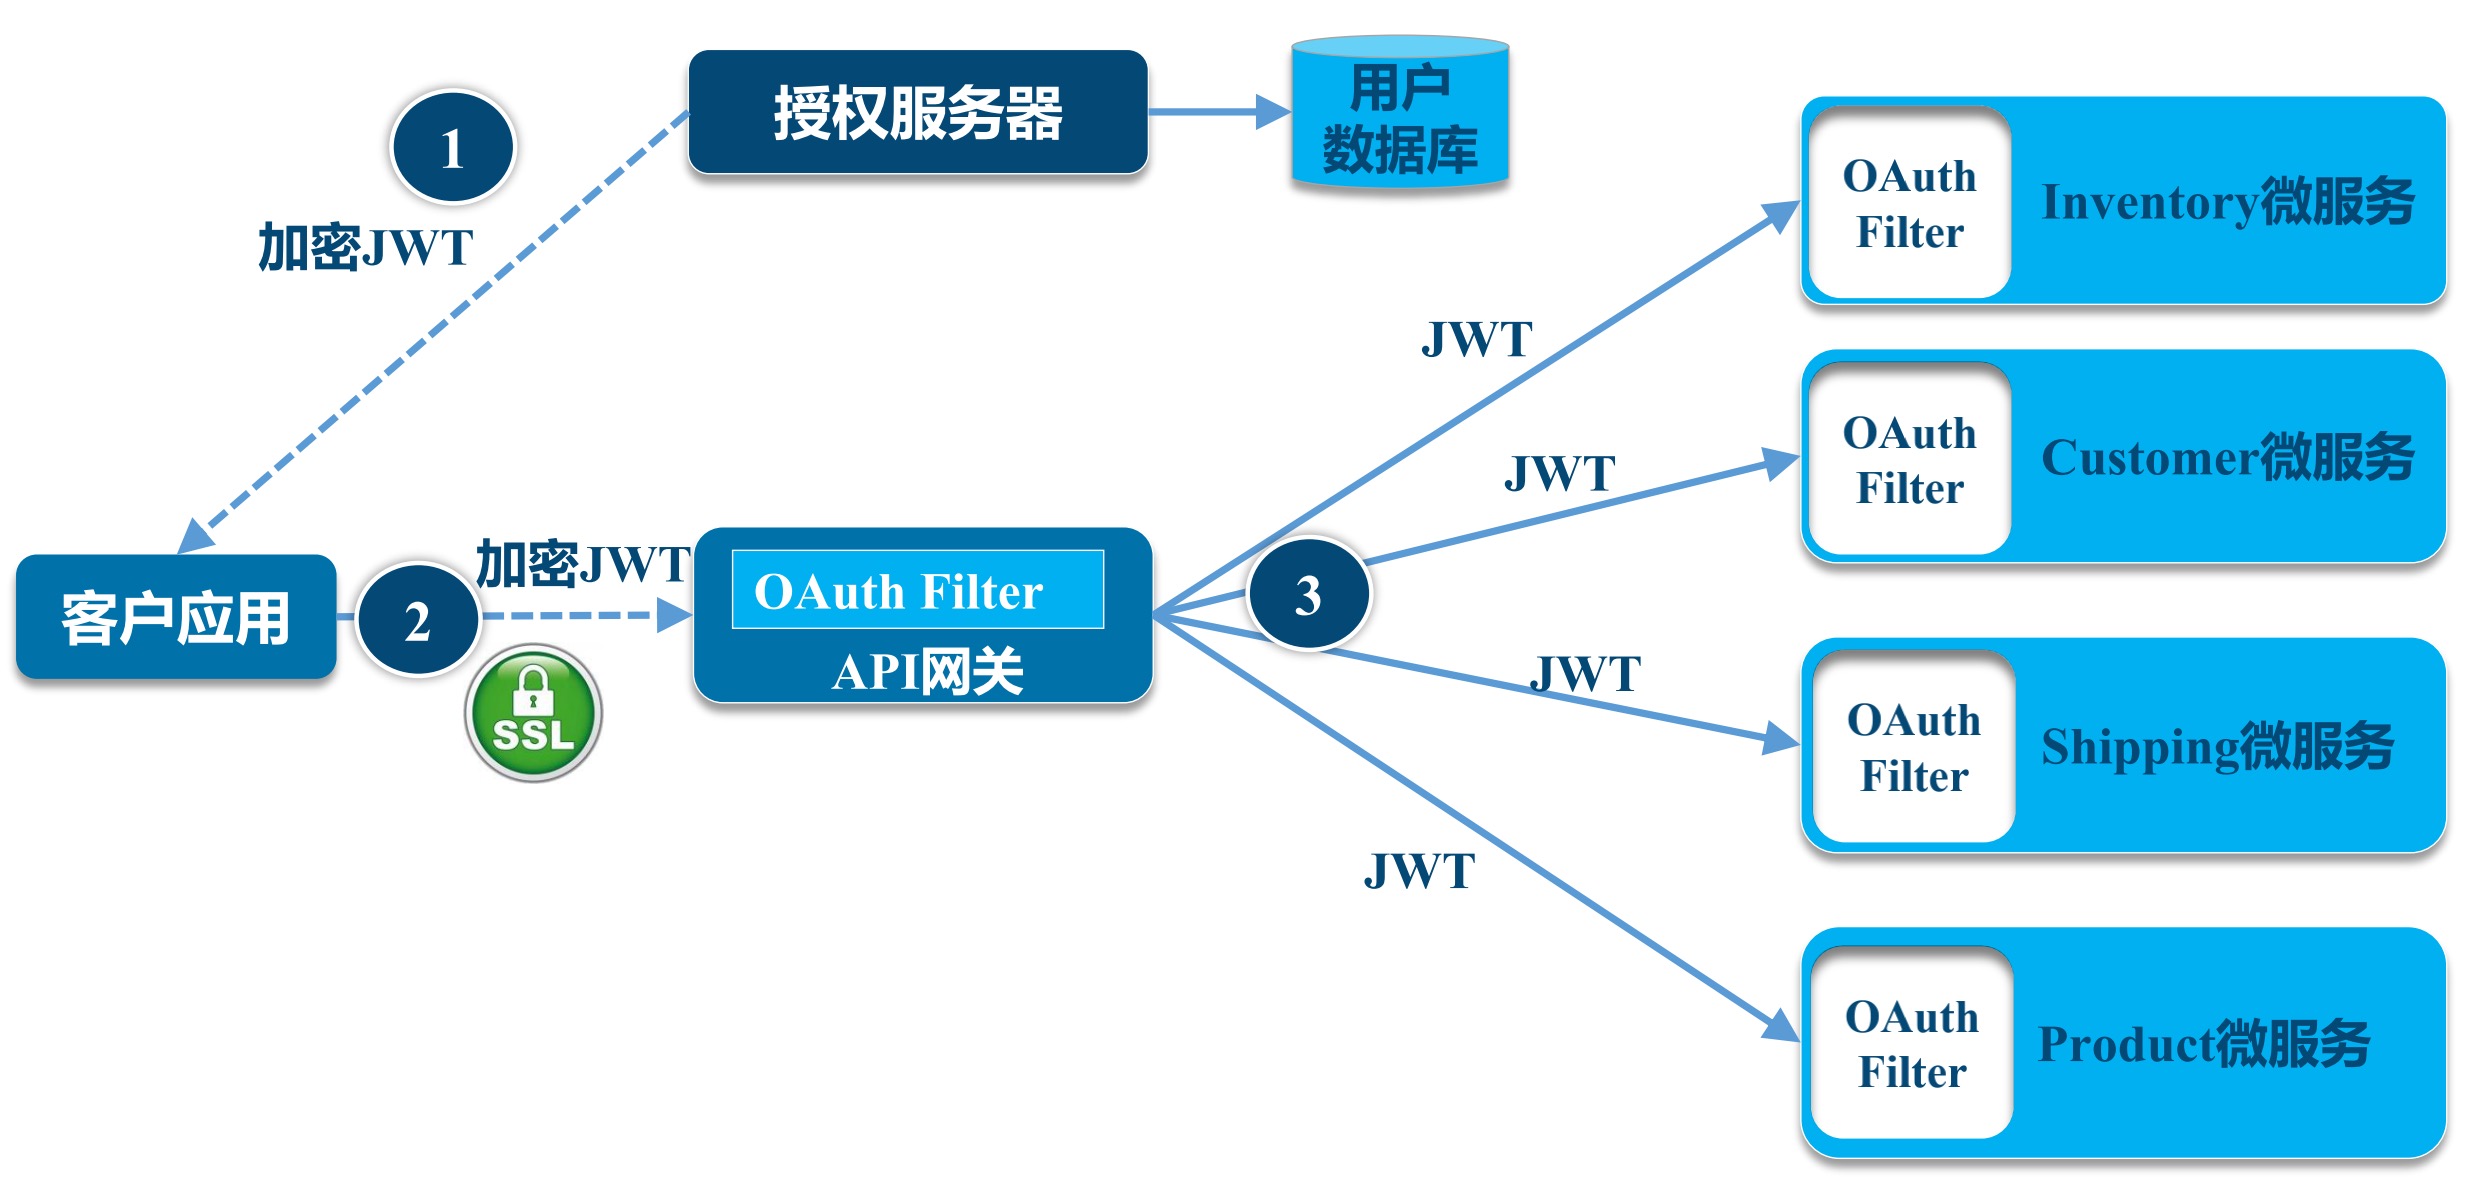 授权服务器
用户
数据库
1
加密JWT
OAuth
Filter
Inventory微服务
JWT
OAuth
Filter
Customer微服务
JWT
客户应用
2
加密JWT
SSL
OAuth Filter
API网关
3
JWT
OAuth
Filter
Shipping微服务
JWT
OAuth
Filter
Product微服务